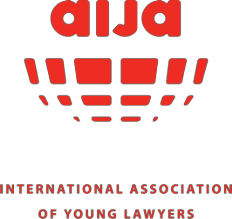 aija
INTERNATIONAL ASSOCIATION
OF YOUNG LAWYERS